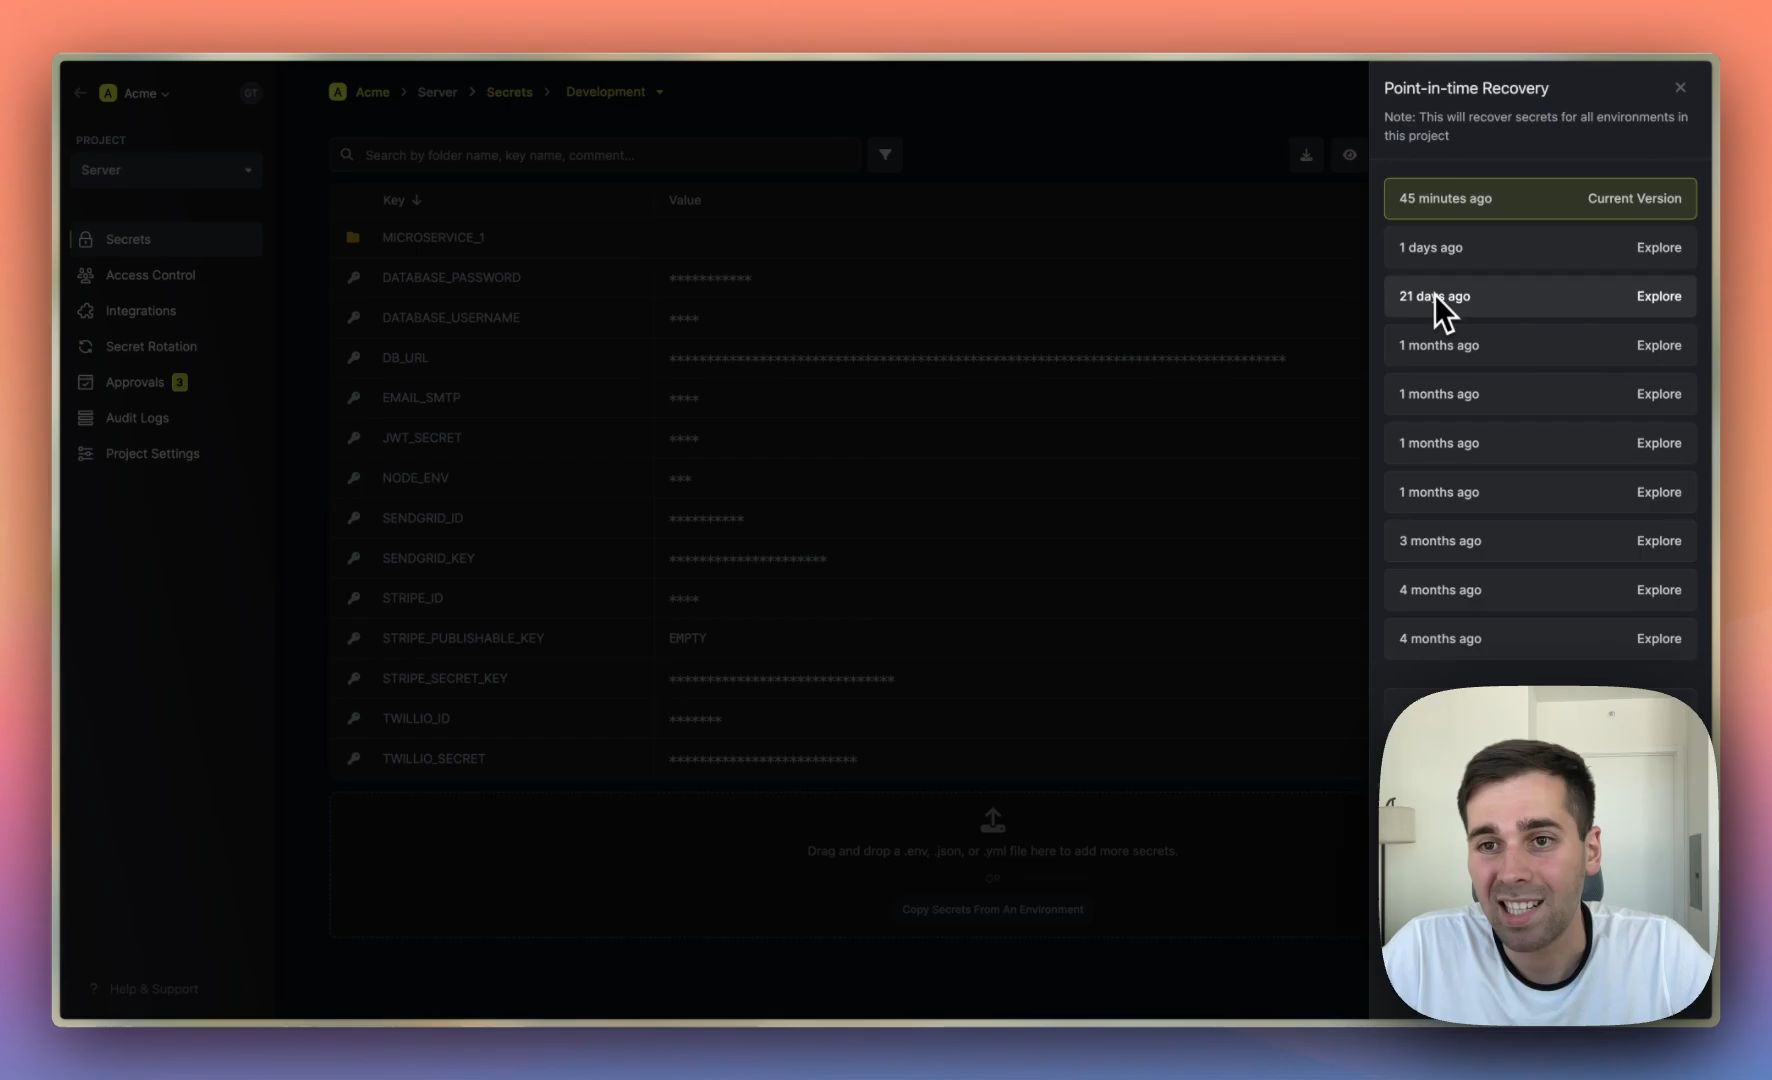 A Acme
GT
PROJECT
Server
Secrets
Access Control
Integrations
Secret Rotation
Approvals 3
Audit Logs
Project Settings
? Help & Support
A Acme > Server > Secrets > Development
Search by folder name, key name, comment...
Key Value
MICROSERVICE_1
DATABASE_PASSWORD ***********
DATABASE_USERNAME ****
DB_URL **********************************************************************************
EMAIL_SMTP ****
JWT_SECRET ****
NODE_ENV ***
SENDGRID_ID **********
SENDGRID_KEY *********************
STRIPE_ID ****
STRIPE_PUBLISHABLE_KEY EMPTY
STRIPE_SECRET_KEY ******************************
TWILLIO_ID *******
TWILLIO_SECRET *************************
Drag and drop a .env, .json, or .yml file here to add more secrets.
OR
Copy Secrets From An Environment
Point-in-time Recovery
Note: This will recover secrets for all environments in
this project
45 minutes ago Current Version
1 days ago Explore
21 days ago Explore
1 months ago Explore
1 months ago Explore
1 months ago Explore
1 months ago Explore
3 months ago Explore
4 months ago Explore
4 months ago Explore